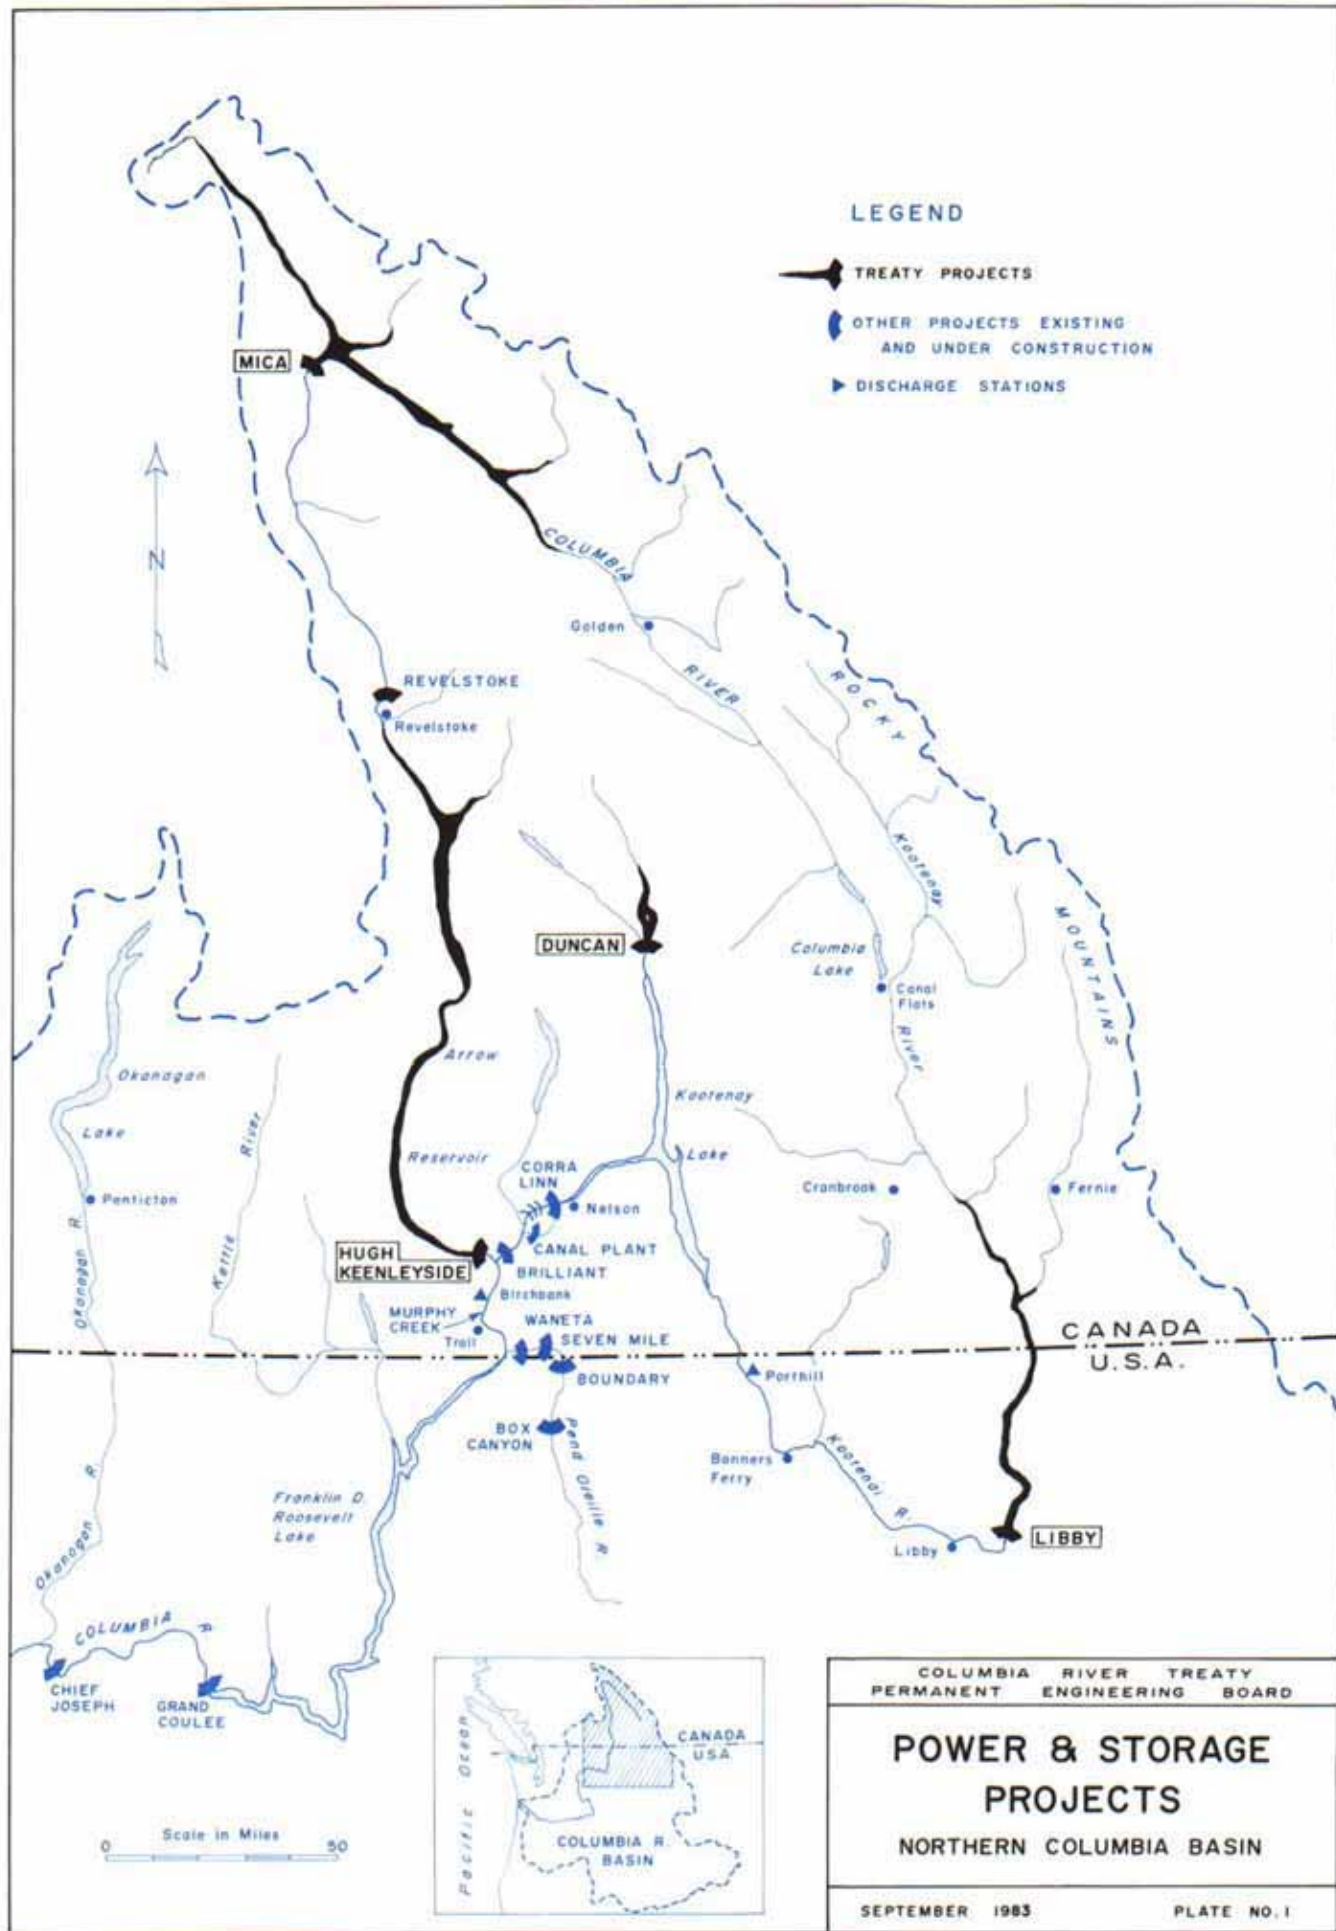 LEGEND
TREATY PROJECTS
OTHER PROJECTS EXISTING
AND UNDER CONSTRUCTION
DISCHARGE STATIONS
MICA
N
COLUMBIA
Golden
RIVER
ROCKY
REVELSTOKE
Revelstoke
Kootenay
MOUNTAINS
DUNCAN
Columbia
Lake
Canal
Flats
River
Arrow
Okanagan
Lake
Kootenay
Lake
River
Reservoir
CORRA
LINN
Cranbrook
Fernie
Penticton
Nelson
Okanagan R.
Kettle
HUGH
KEENLEYSIDE
CANAL PLANT
BRILLIANT
Birchbank
MURPHY
CREEK
WANETA
Trail
SEVEN MILE
CANADA
U.S.A.
BOUNDARY
Porthill
BOX
CANYON
Pend Oreille R.
Bonners
Ferry
Kootenai R.
Franklin D.
Roosevelt
Lake
Okanogan R
Libby
LIBBY
COLUMBIA R
CHIEF
JOSEPH
GRAND
COULEE
Pacific Ocean
CANADA
USA
COLUMBIA R.
BASIN
Scale in Miles
0 50
COLUMBIA RIVER TREATY
PERMANENT ENGINEERING BOARD
POWER & STORAGE
PROJECTS
NORTHERN COLUMBIA BASIN
SEPTEMBER 1983 PLATE NO. 1